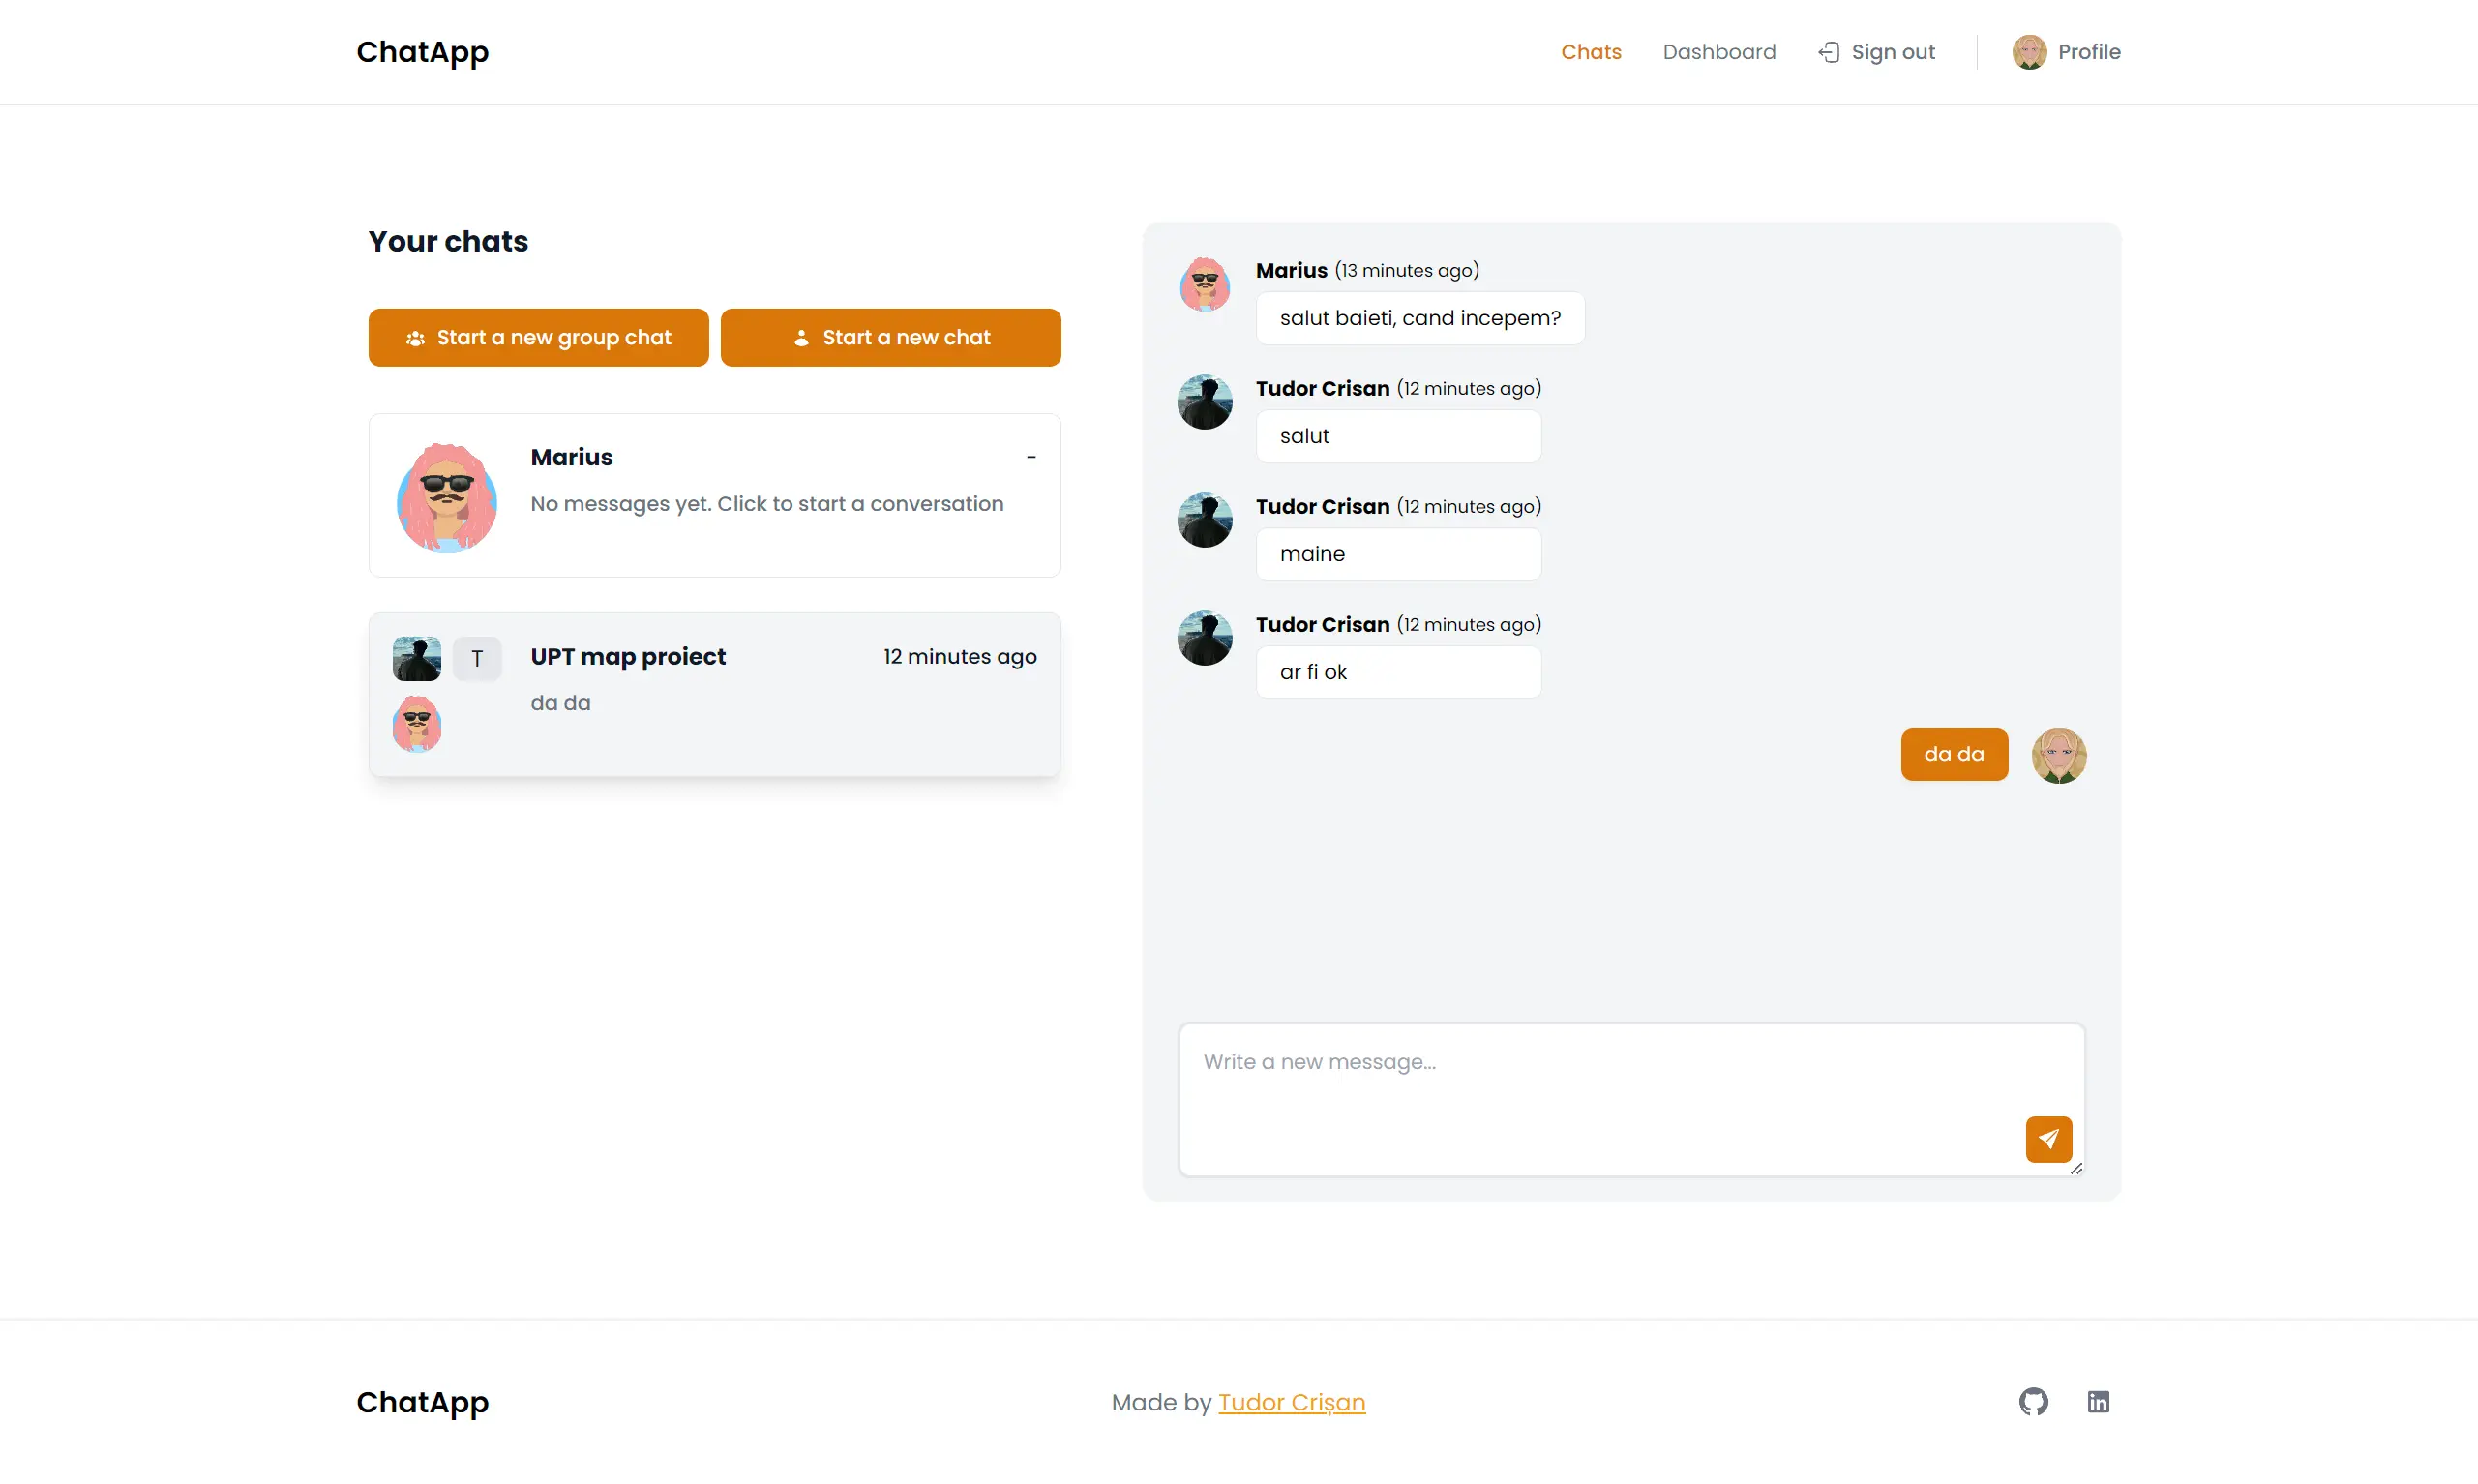 ChatApp
Chats
Dashboard
Sign out
Profile
Your chats
Start a new group chat
Start a new chat
Marius
-
No messages yet. Click to start a conversation
T
UPT map proiect
12 minutes ago
da da
Marius (13 minutes ago)
salut baieti, cand incepem?
Tudor Crisan (12 minutes ago)
salut
Tudor Crisan (12 minutes ago)
maine
Tudor Crisan (12 minutes ago)
ar fi ok
da da
Write a new message...
ChatApp
Made by Tudor Crișan
in